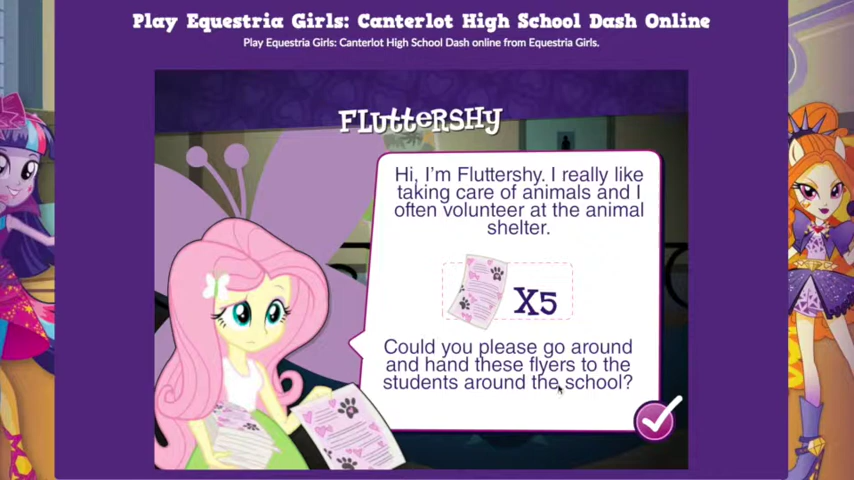 Play Equestria Girls: Canterlot High School Dash Online
Play Equestria Girls: Canterlot High School Dash online from Equestria Girls.
FLutteRSHY
Hi, I'm Fluttershy. I really like
taking care of animals and I
often volunteer at the animal
shelter.
X5
Could you please go around
and hand these flyers to the
students around the school?